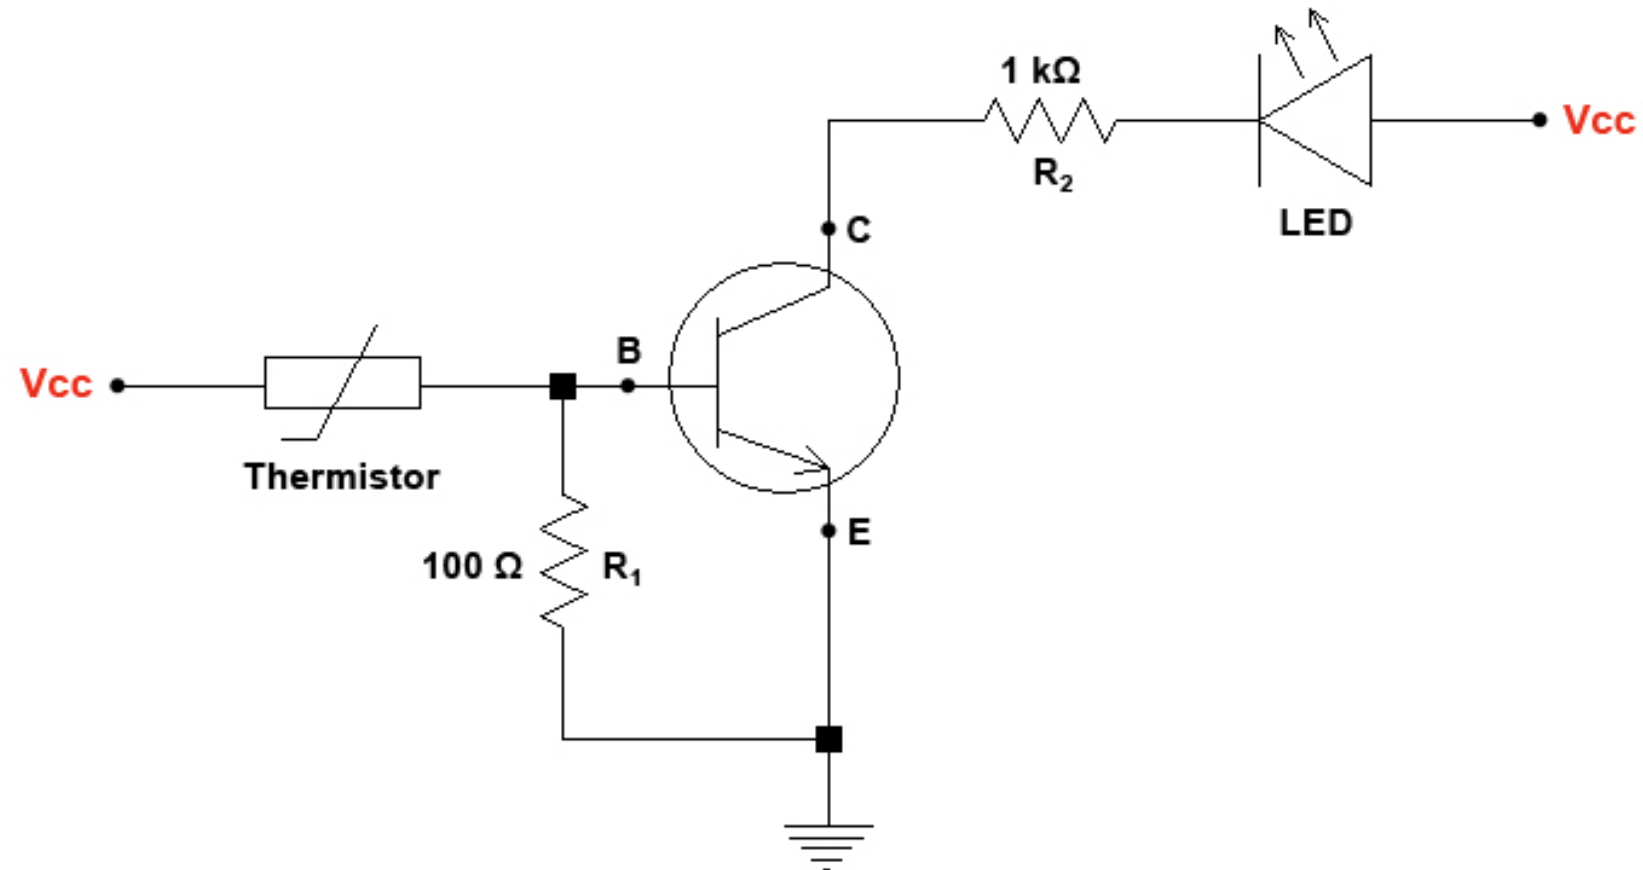 1 kΩ
R₂
Vcc
LED
C
B
Vcc
Thermistor
E
100 Ω
R₁